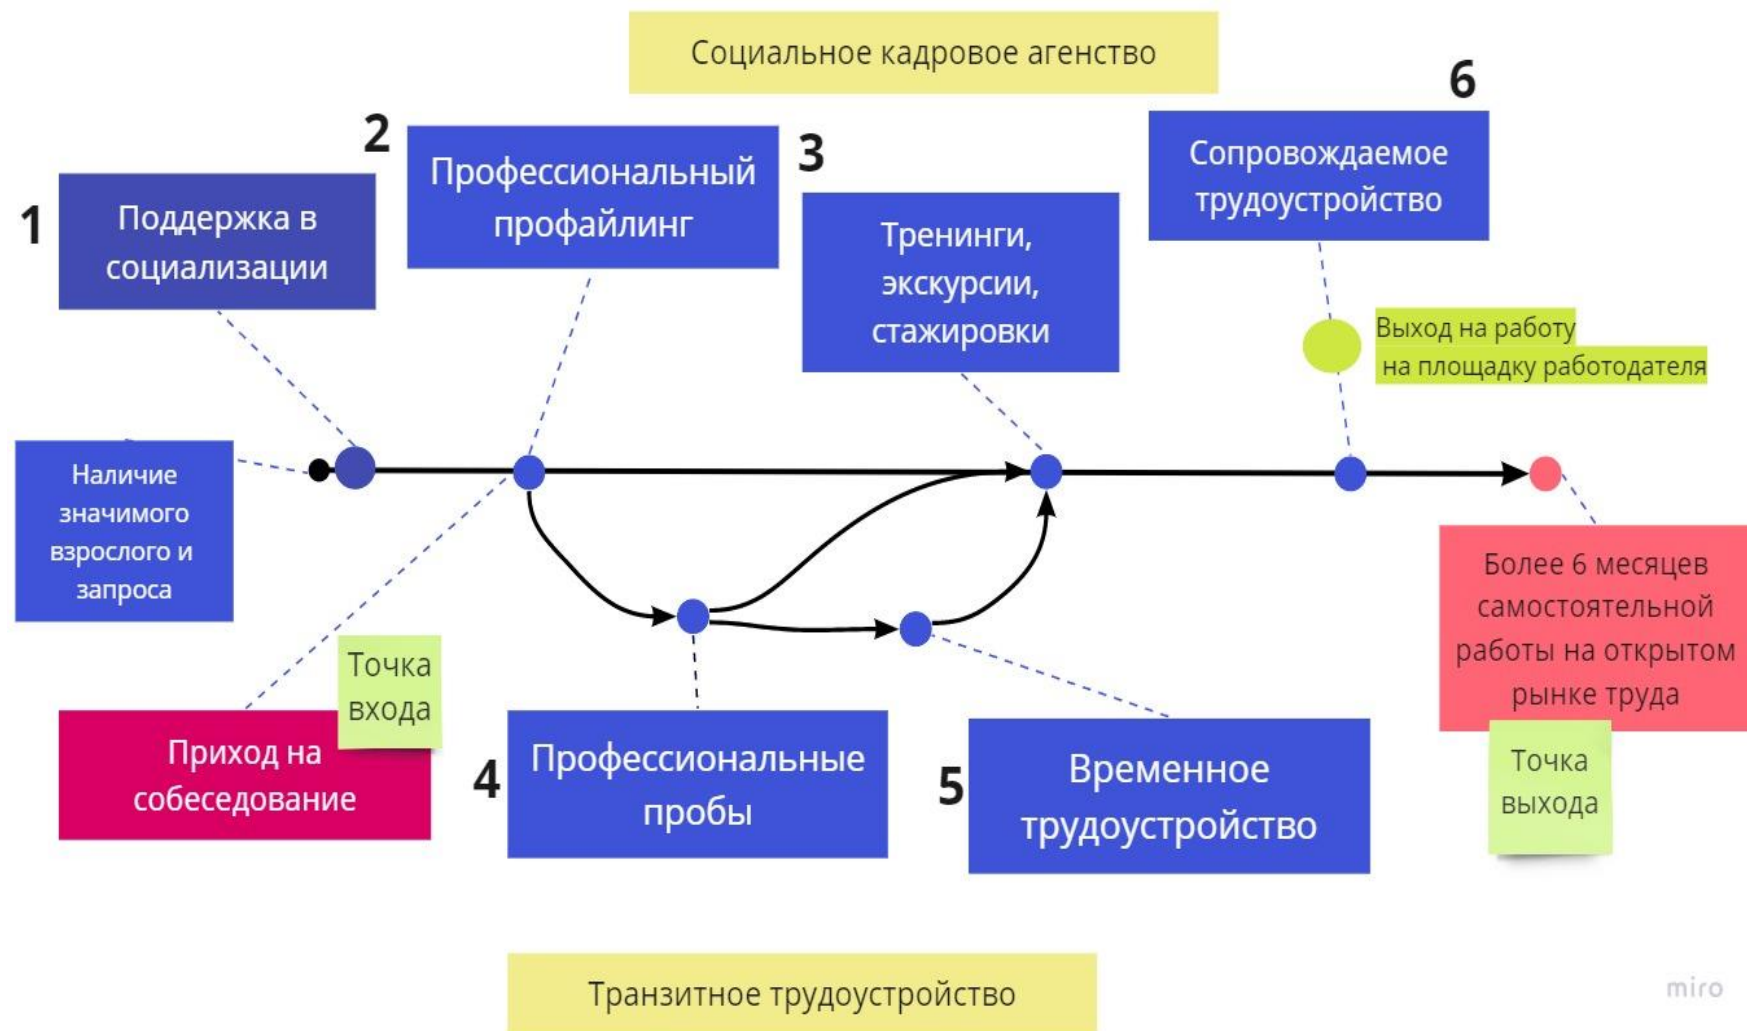 Социальное кадровое агенство
6
2
Профессиональный
профайлинг
3
Сопровождаемое
трудоустройство
1
Поддержка в
социализации
Тренинги,
экскурсии,
стажировки
Выход на работу
на площадку работодателя
Наличие
значимого
взрослого и
запроса
Более 6 месяцев
самостоятельной
работы на открытом
рынке труда
Точка
входа
Приход на
собеседование
4
Профессиональные
пробы
5
Временное
трудоустройство
Точка
выхода
Транзитное трудоустройство
miro